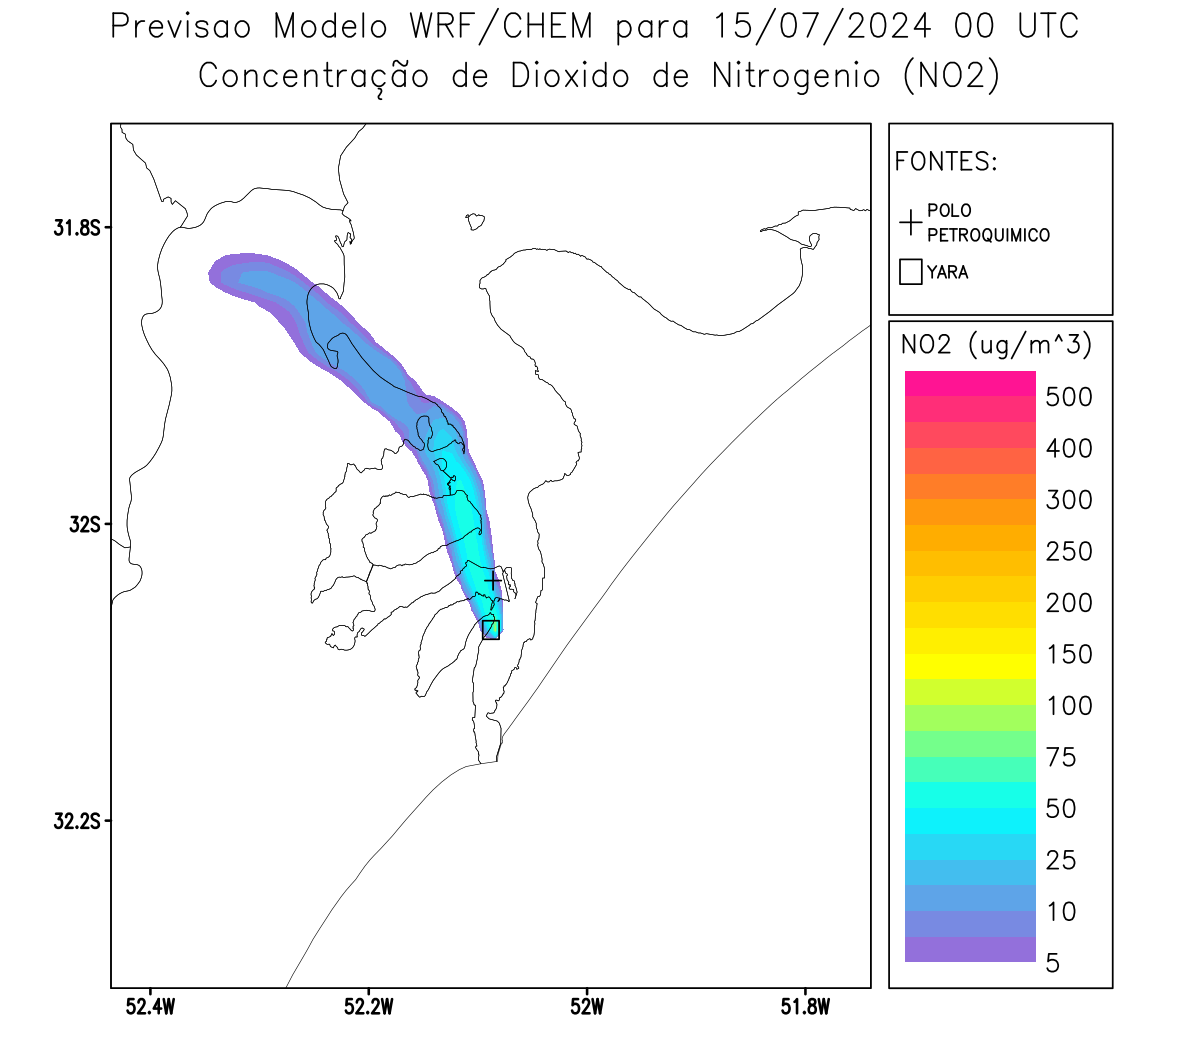 Previsao Modelo WRF/CHEM para 15/07/2024 00 UTC
Concentração de Dioxido de Nitrogenio (NO2)
FONTES:
POLO
PETROQUIMICO
YARA
NO2 (ug/m^3)
500
400
300
250
200
150
100
75
50
25
10
5
31.8S
32S
32.2S
52.4W
52.2W
52W
51.8W